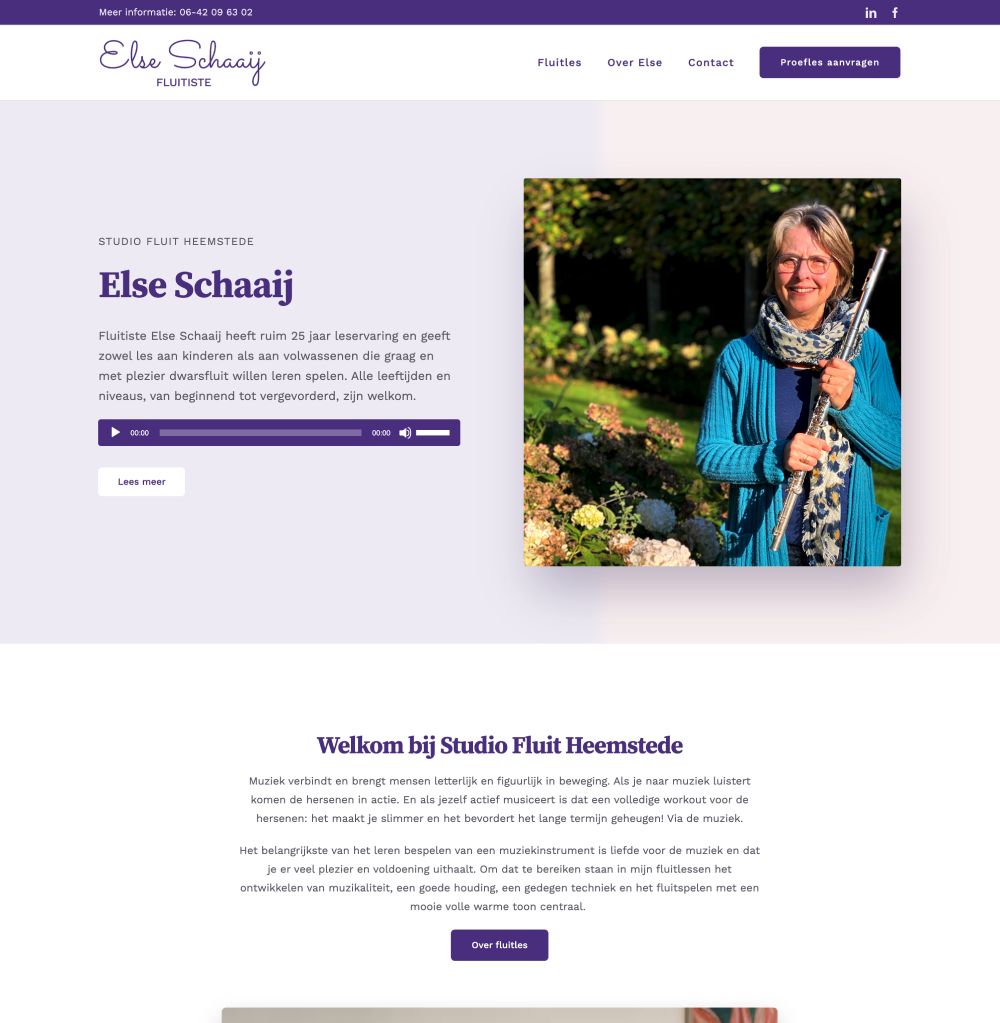 Meer informatie: 06-42 09 63 02
Else Schaaij
FLUITISTE
Fluitles
Over Else
Contact
Proefles aanvragen
STUDIO FLUIT HEEMSTEDE
Else Schaaij
Fluitiste Else Schaaij heeft ruim 25 jaar leservaring en geeft
zowel les aan kinderen als aan volwassenen die graag en
met plezier dwarsfluit willen leren spelen. Alle leeftijden en
niveaus, van beginnend tot vergevorderd, zijn welkom.
00:00
00:00
Lees meer
Welkom bij Studio Fluit Heemstede
Muziek verbindt en brengt mensen letterlijk en figuurlijk in beweging. Als je naar muziek luistert
komen de hersenen in actie. En als jezelf actief musiceert is dat een volledige workout voor de
hersenen: het maakt je slimmer en het bevordert het lange termijn geheugen! Via de muziek.
Het belangrijkste van het leren bespelen van een muziekinstrument is liefde voor de muziek en dat
je er veel plezier en voldoening uithaalt. Om dat te bereiken staan in mijn fluitlessen het
ontwikkelen van muzikaliteit, een goede houding, een gedegen techniek en het fluitspelen met een
mooie volle warme toon centraal.
Over fluitles